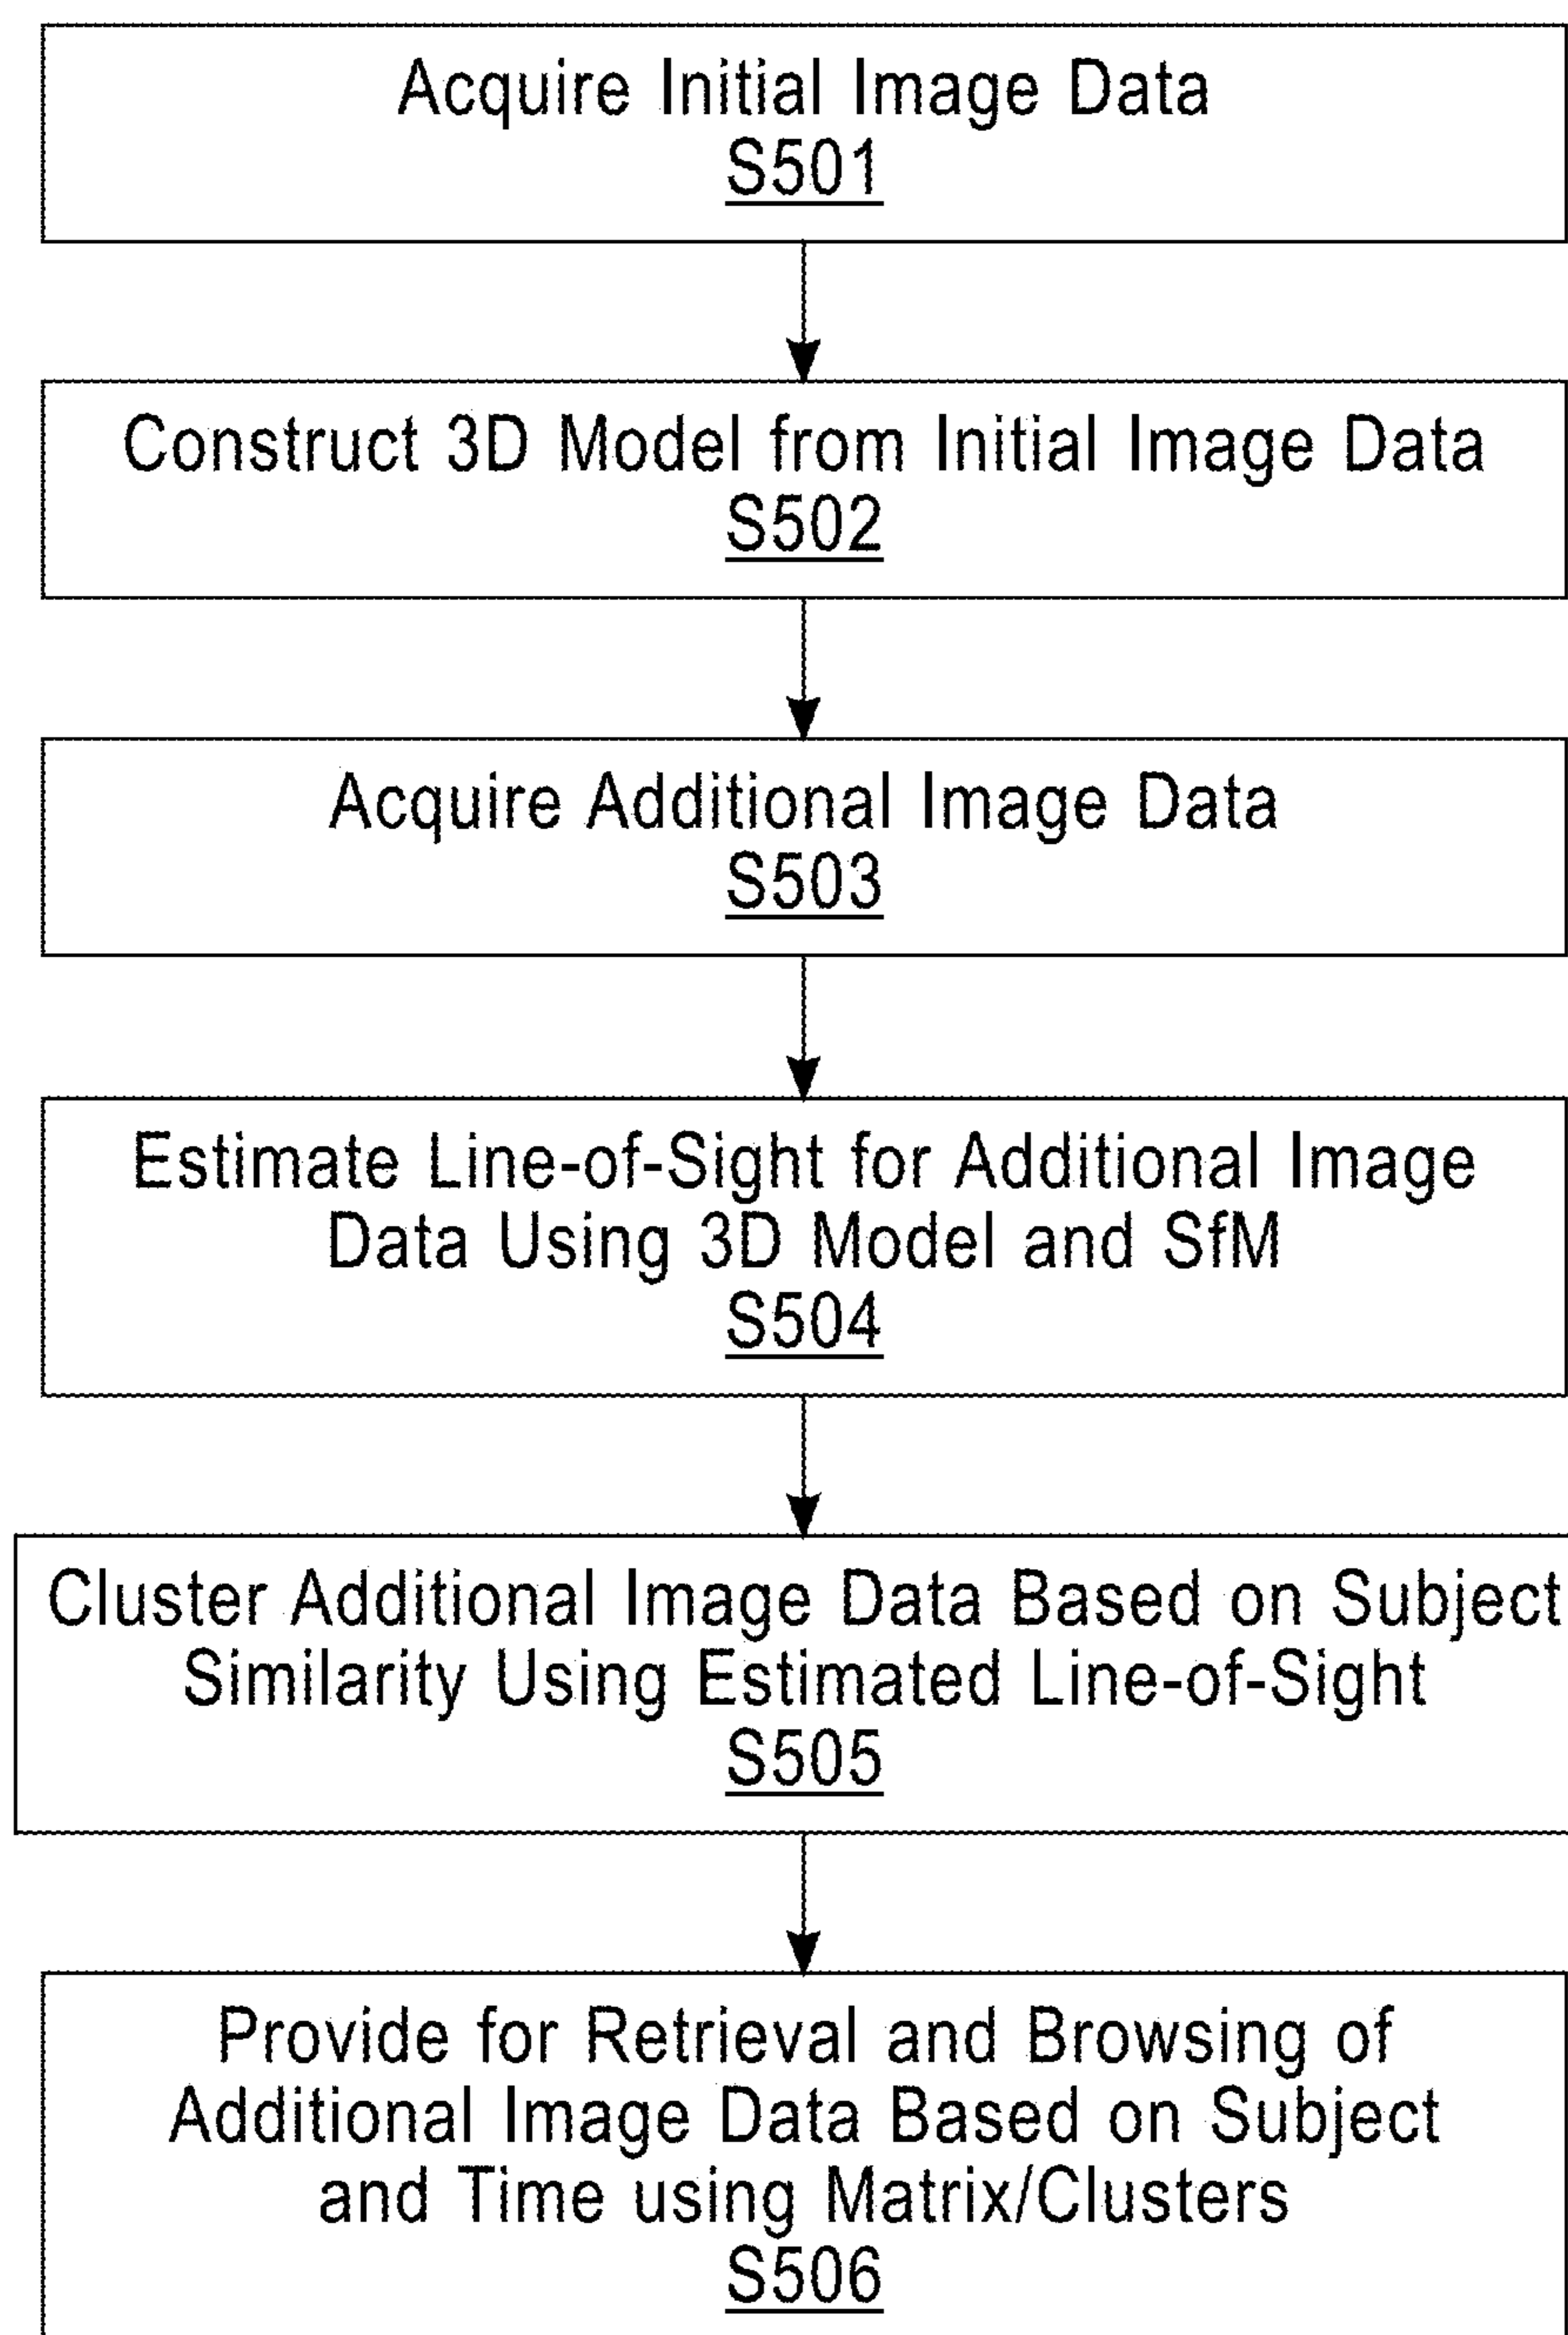 Acquire Initial Image Data
S501
Construct 3D Model from Initial Image Data
S502
Acquire Additional Image Data
S503
Estimate Line-of-Sight for Additional Image
Data Using 3D Model and SfM
S504
Cluster Additional Image Data Based on Subject
Similarity Using Estimated Line-of-Sight
S505
Provide for Retrieval and Browsing of
Additional Image Data Based on Subject
and Time using Matrix/Clusters
S506